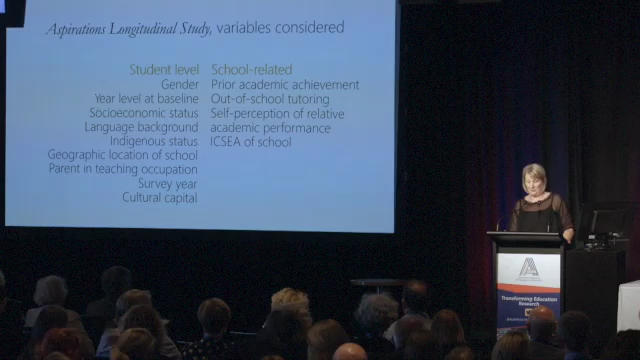 Aspirations Longitudinal Study, variables considered
Student level School-related
Gender Prior academic achievement
Year level at baseline Out-of-school tutoring
Socioeconomic status Self-perception of relative
Language background academic performance
Indigenous status ICSEA of school
Geographic location of school
Parent in teaching occupation
Survey year
Cultural capital
Transforming Education
Research